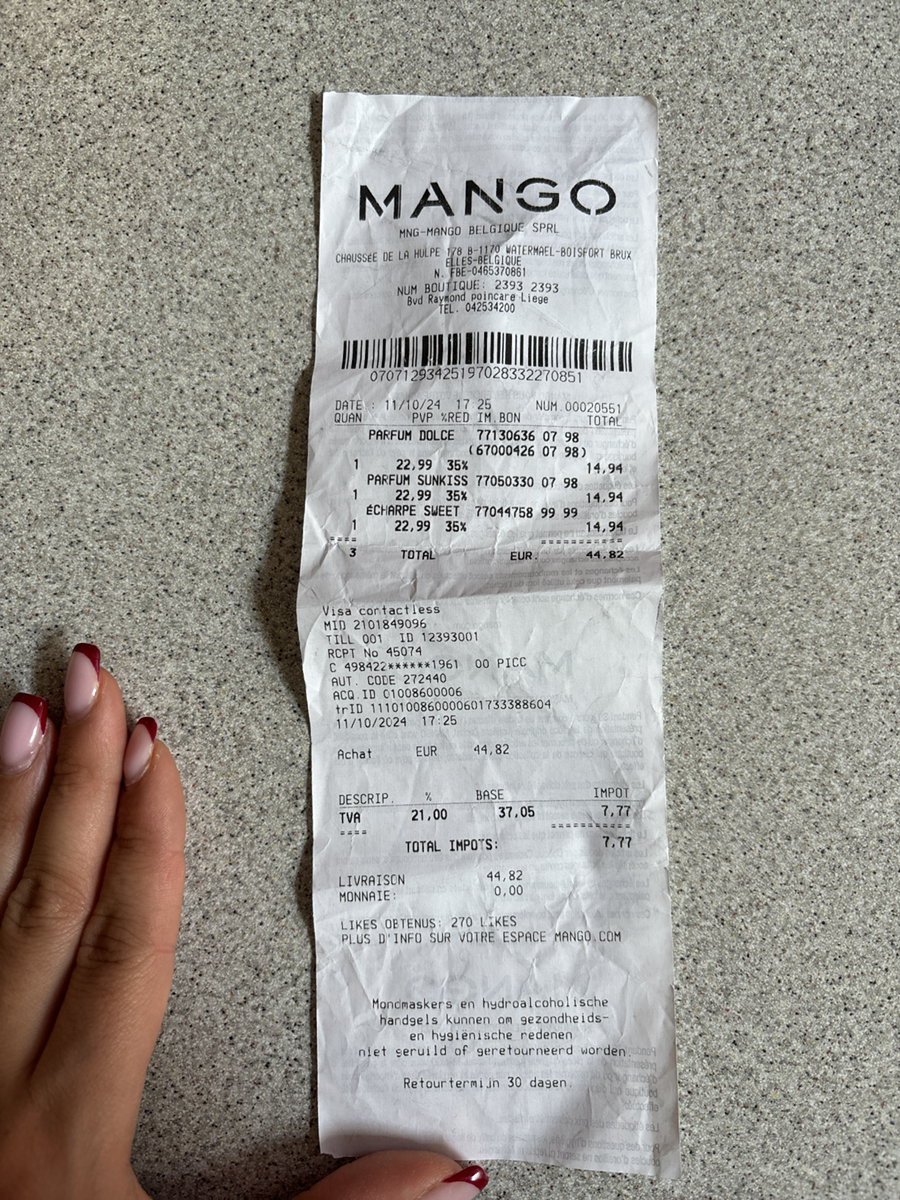 MANGO
MNG-MANGO BELGIQUE SPRL
CHAUSSéE DE LA HULPE 178 B-1170 WATERMAEL-BOISFORT BRUX
ELLES-BELGIQUE
N. FBE-0465370861
NUM BOUTIQUE: 2393 2393
Bvd Raymond poincare Liege
TEL. 042534200
07071293425197028332270851
DATE : 11/10/24 17:25 NUM.00020551
QUAN PVP %RED IM.BON TOTAL
PARFUM DOLCE 77130636 07 98
(67000426 07 98)
1 22,99 35% 14,94
PARFUM SUNKISS 77050330 07 98
1 22,99 35% 14,94
ÉCHARPE SWEET 77044758 99 99
1 22,99 35% 14,94
==== ===========
3 TOTAL EUR. 44,82
Visa contactless
MID 2101849096
TILL 001 ID 12393001
RCPT No 45074
C 498422******1961 00 PICC
AUT. CODE 272440
ACQ.ID 01008600006
trID 1110100860000601733388604
11/10/2024 17:25
Achat EUR 44,82
DESCRIP. % BASE IMPOT
TVA 21,00 37,05 7,77
==== ===========
TOTAL IMPOTS: 7,77
LIVRAISON 44,82
MONNAIE: 0,00
LIKES OBTENUS: 270 LIKES
PLUS D'INFO SUR VOTRE ESPACE MANGO.COM
Mondmaskers en hydroalcoholische
handgels kunnen om gezondheids-
en hygiënische redenen
niet geruild of geretourneerd worden.
Retourtermijn 30 dagen.